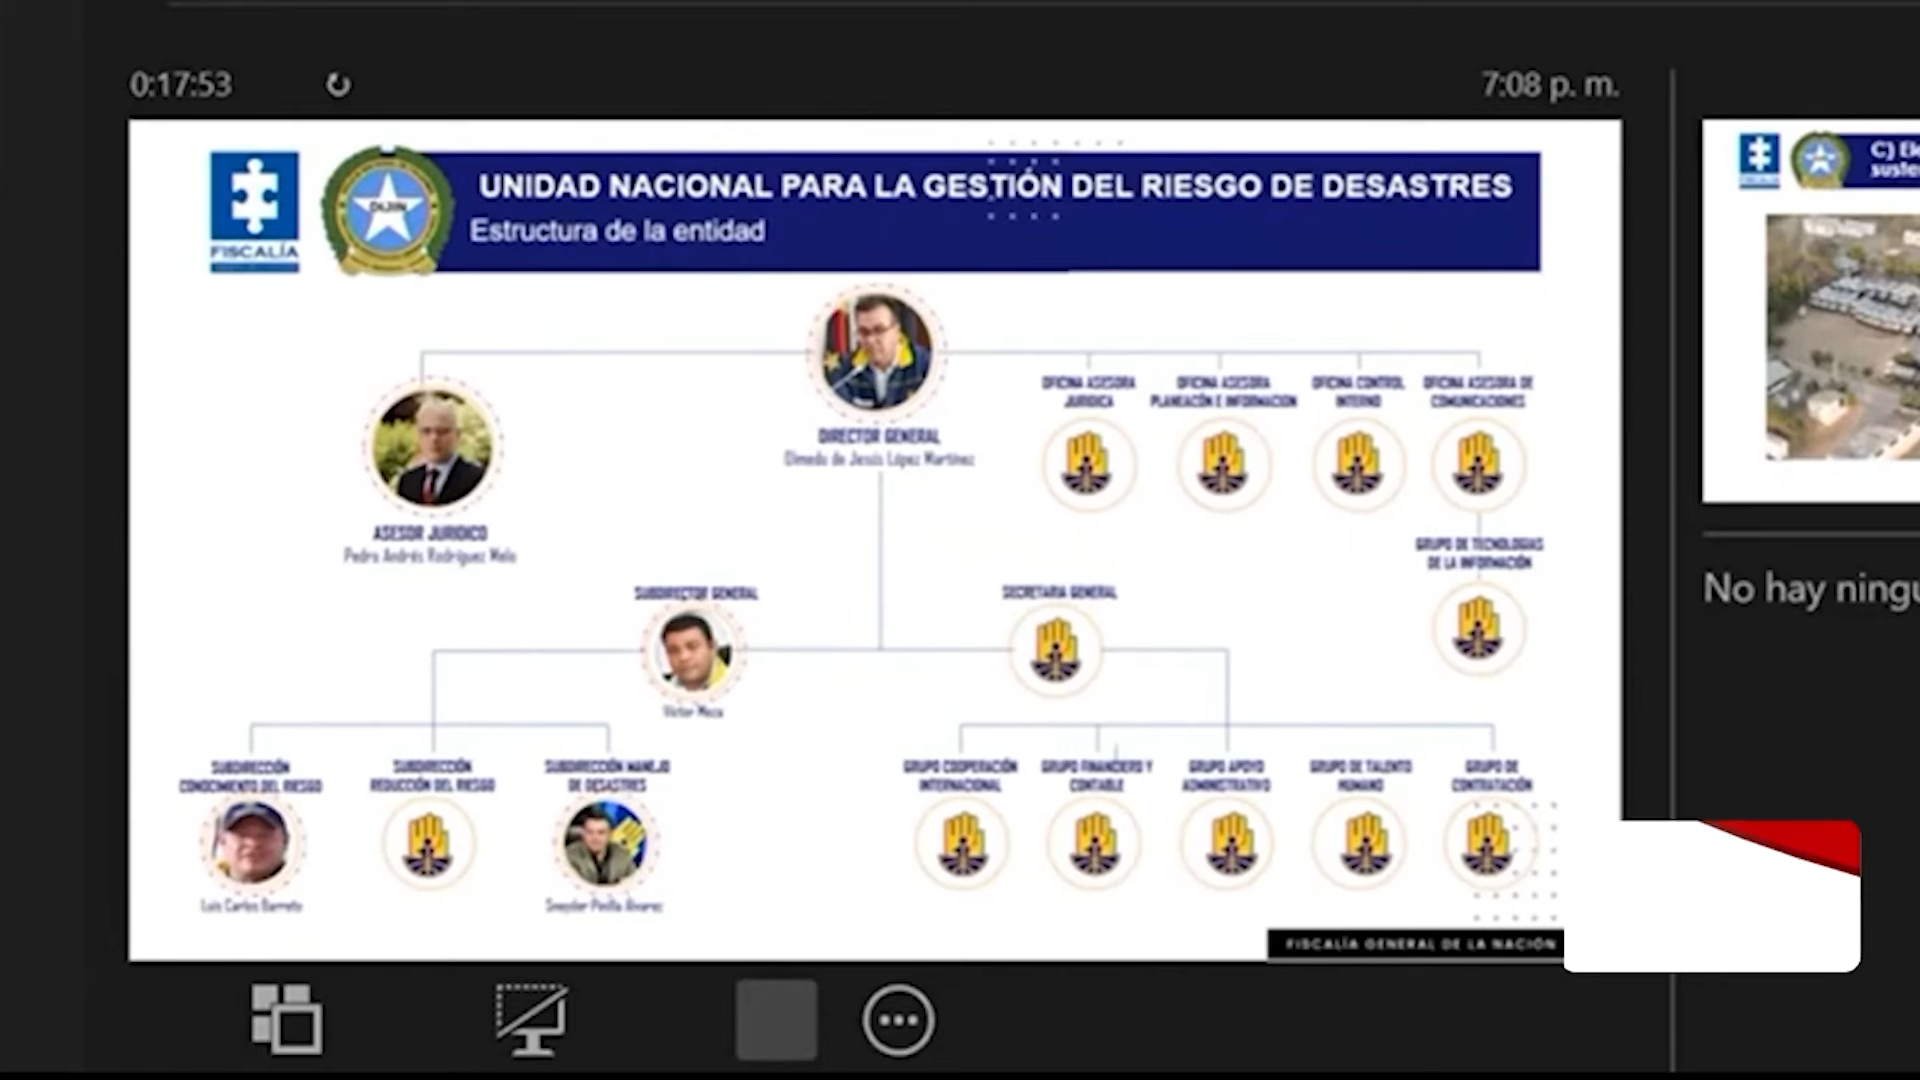 0:17:53
7:08 p. m.
FISCALÍA
DIJIN
UNIDAD NACIONAL PARA LA GESTIÓN DEL RIESGO DE DESASTRES
Estructura de la entidad
C) Ele
suste
DIRECTOR GENERAL
Olmedo de Jesús López Martínez
OFICINA ASESORA
JURIDICA
OFICINA ASESORA
PLANEACÓN E INFORMACION
OFICINA CONTROL
INTERNO
OFICINA ASESORA DE
COMUNICACIONES
ASESOR JURIDICO
Pedro Andrés Rodríguez Melo
GRUPO DE TECNOLOGIAS
DE LA INFORMACIÓN
No hay ningu
SUBDIRECTOR GENERAL
SECRETARIA GENERAL
Víctor Meza
SUBDIRECCIÓN
CONOCIMIENTO DEL RIESGO
SUBDIRECCIÓN
REDUCCIÓN DEL RIESGO
SUBDIRECCIÓN MANEJO
DE DESASTRES
GRUPO COOPERACIÓN
INTERNACIONAL
GRUPO FINANCIERO Y
CONTABLE
GRUPO APOYO
ADMINISTRATIVO
GRUPO DE TALENTO
HUMANO
GRUPO DE
CONTRATACIÓN
Luis Carlos Barreto
Sneyder Pinilla Álvarez
FISCALÍA GENERAL DE LA NACIÓN